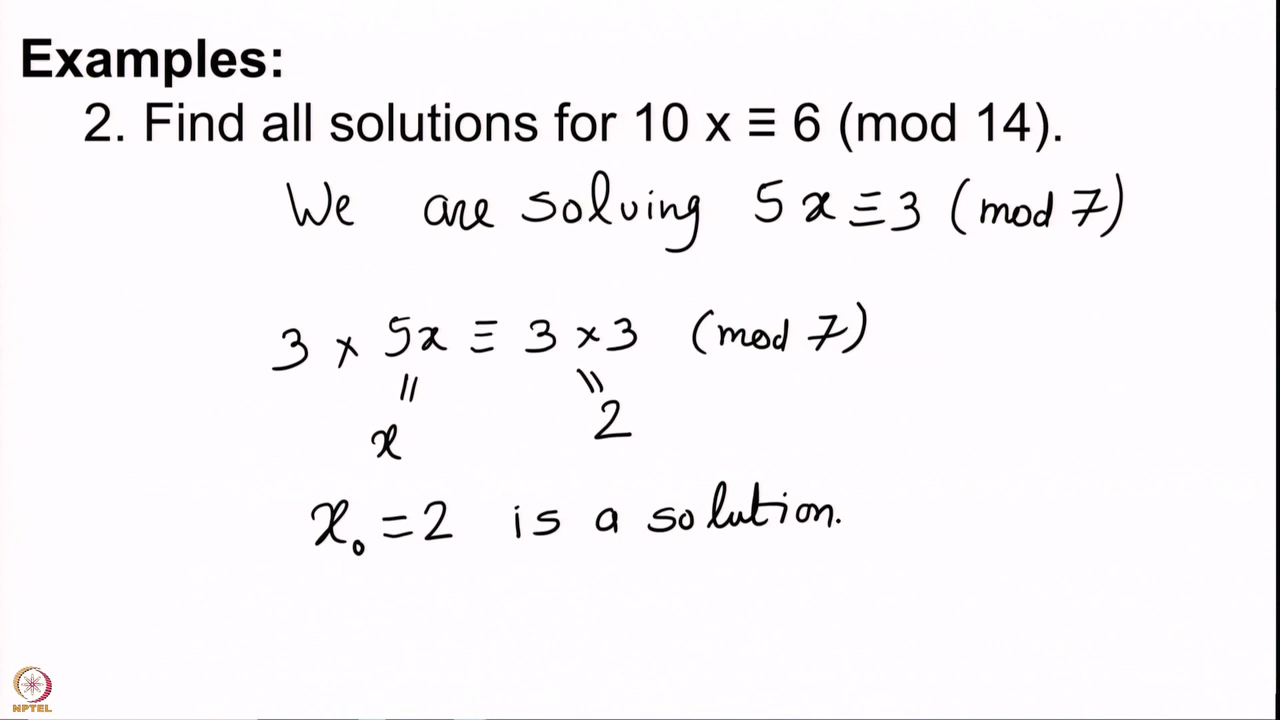 Examples:
2. Find all solutions for 10 x ≡ 6 (mod 14).
We are solving 5x ≡ 3 (mod 7)
3 × 5x ≡ 3 × 3 (mod 7)
= =
x 2
x₀ = 2 is a solution.
NPTEL